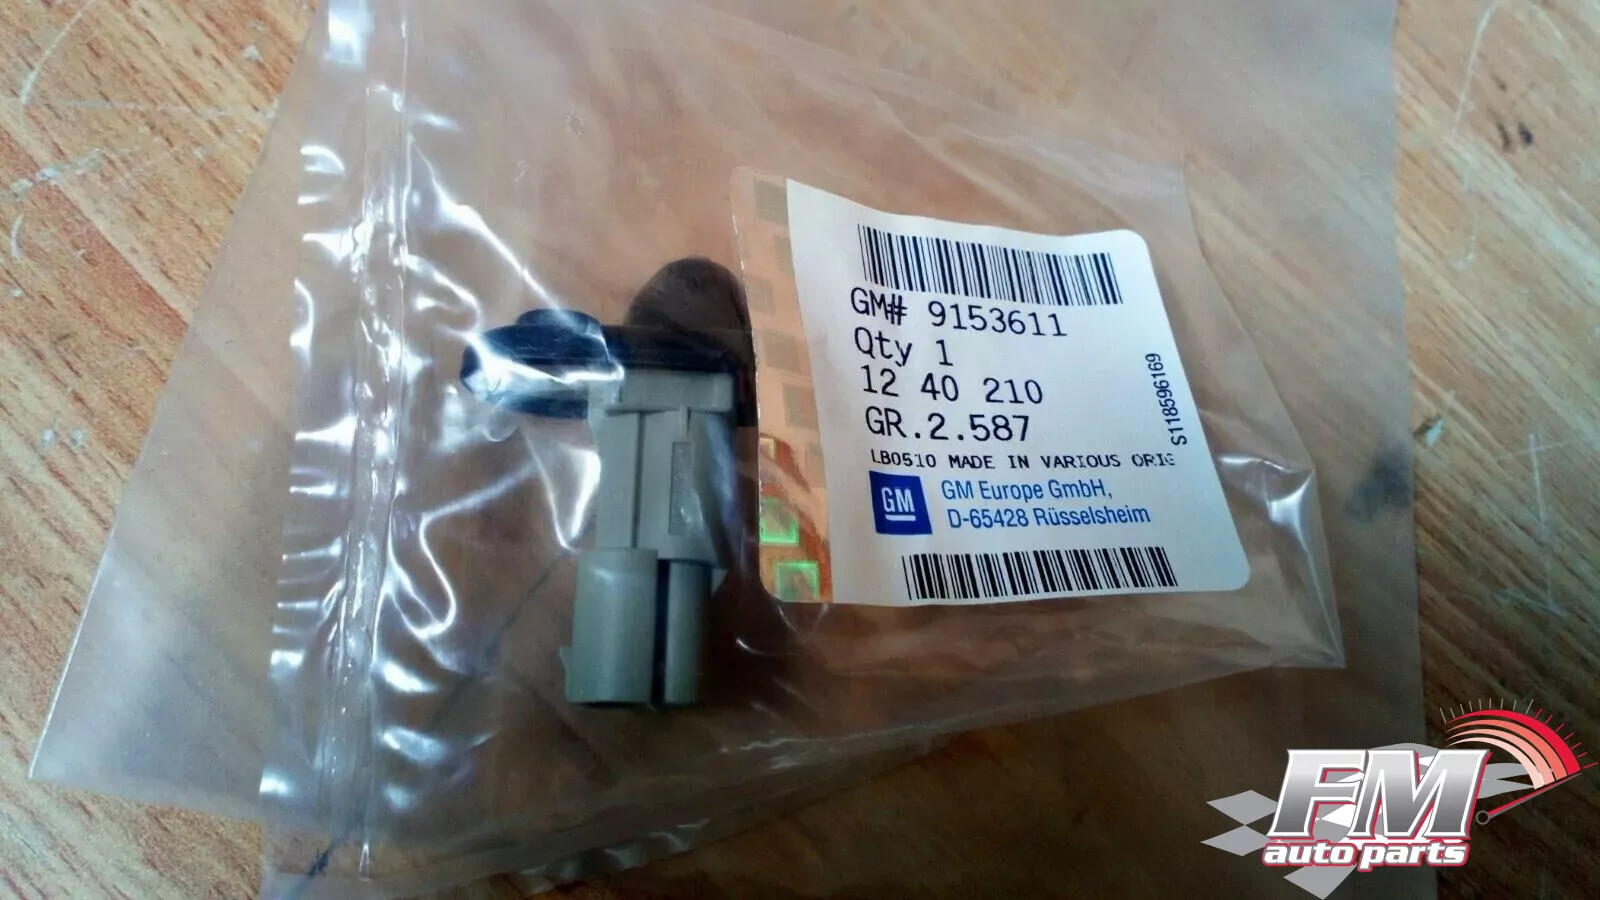 GM# 9153611
Qty 1
12 40 210
GR.2.587
LB0510 MADE IN VARIOUS ORIG
S118596169
GM
GM Europe GmbH,
D-65428 Rüsselsheim
FM
auto parts